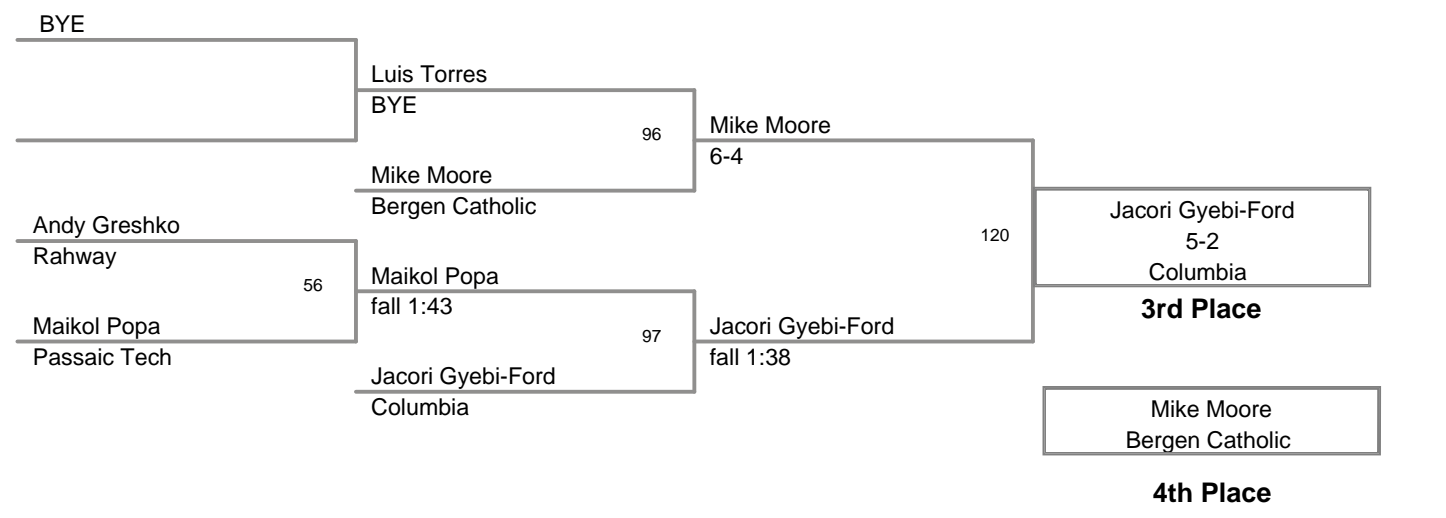 BYE
Luis Torres
BYE
96
Mike Moore
6-4
Mike Moore
Bergen Catholic
Andy Greshko
Rahway
56
Maikol Popa
fall 1:43
Maikol Popa
Passaic Tech
97
Jacori Gyebi-Ford
fall 1:38
Jacori Gyebi-Ford
Columbia
120
Jacori Gyebi-Ford
5-2
Columbia
3rd Place
Mike Moore
Bergen Catholic
4th Place